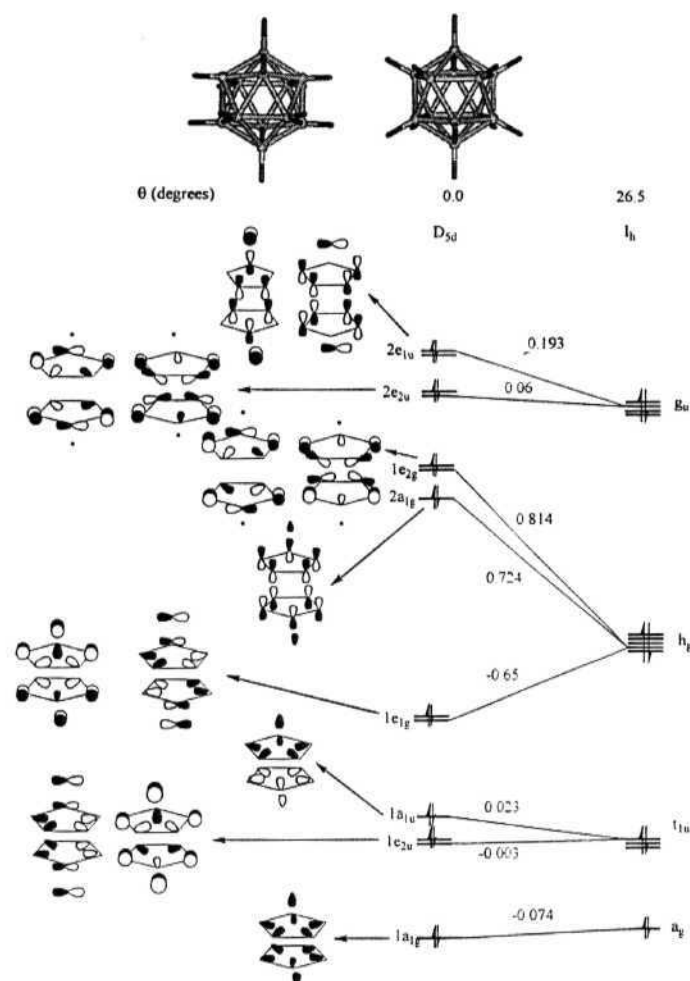 θ (degrees) 0.0 26.5
D5d Ih
2e1u 0.193
2e2u 0.06 gu
1e2g
2a1g 0.814
0.724
hg
-0.65
1e1g
1a1u 0.023 t1u
1e2u -0.003
-0.074
1a1g ag